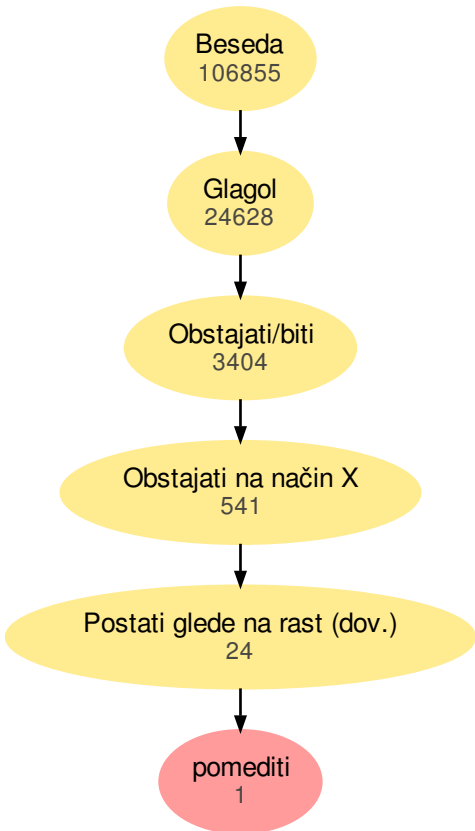 Beseda
106855
Glagol
24628
Obstajati/biti
3404
Obstajati na način X
541
Postati glede na rast (dov.)
24
pomediti
1